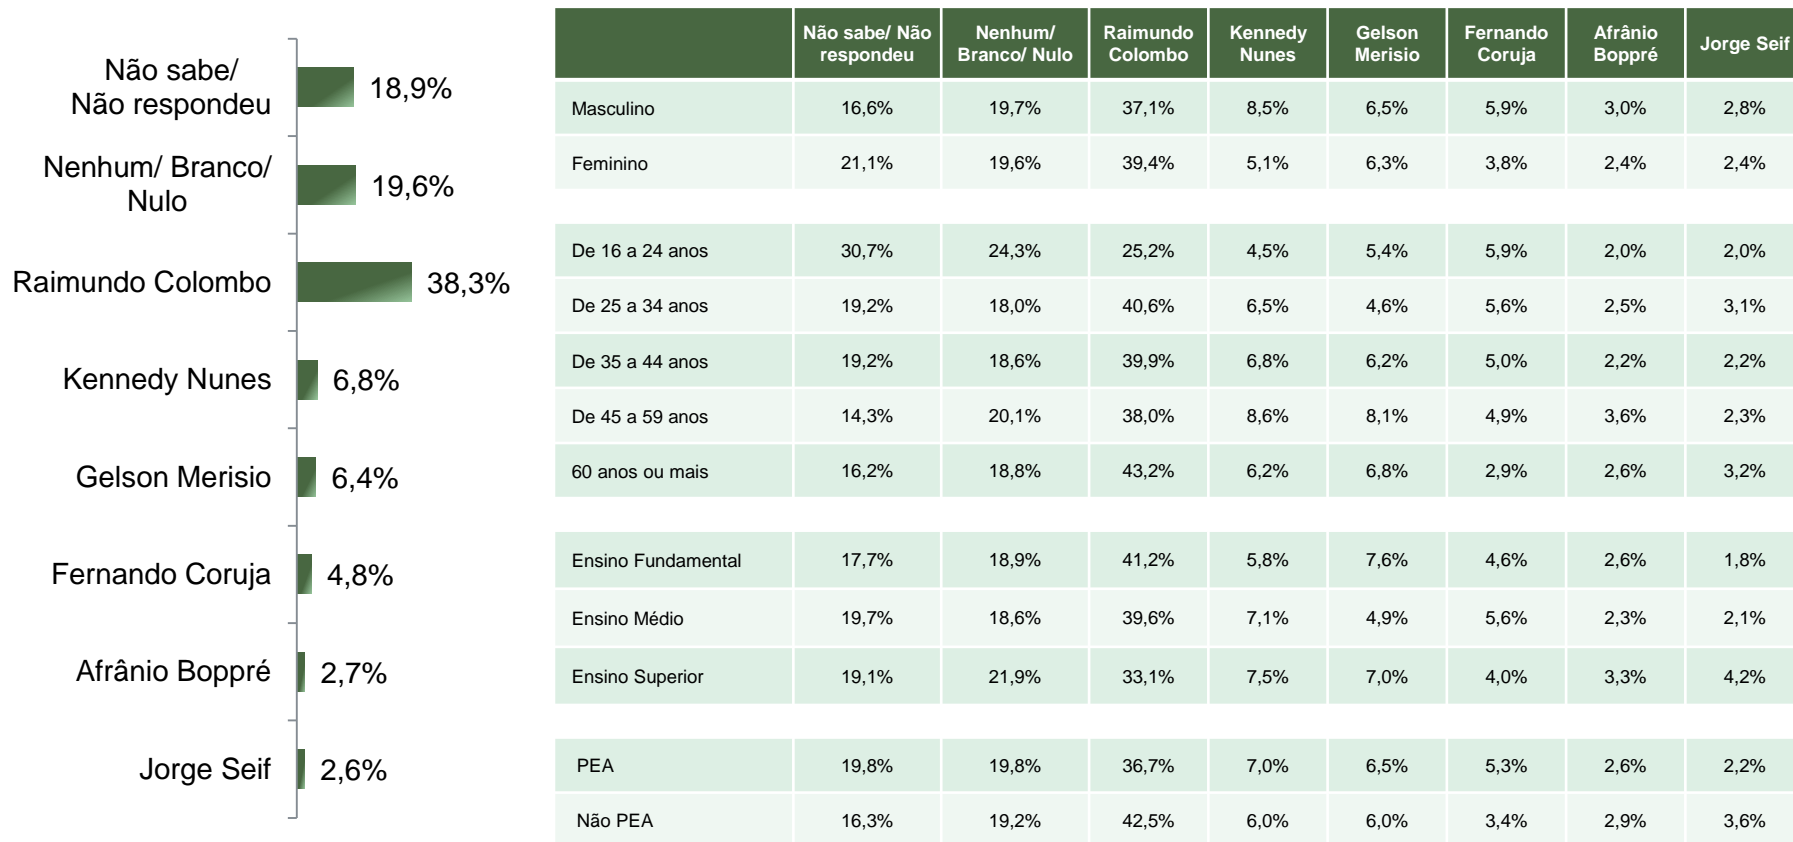 Não sabe/
Não respondeu
18,9%
Nenhum/ Branco/
Nulo
19,6%
Raimundo Colombo
38,3%
Kennedy Nunes
6,8%
Gelson Merisio
6,4%
Fernando Coruja
4,8%
Afrânio Boppré
2,7%
Jorge Seif
2,6%
Não sabe/ Não respondeu Nenhum/ Branco/ Nulo Raimundo Colombo Kennedy Nunes Gelson Merisio Fernando Coruja Afrânio Boppré Jorge Seif
Masculino 16,6% 19,7% 37,1% 8,5% 6,5% 5,9% 3,0% 2,8%
Feminino 21,1% 19,6% 39,4% 5,1% 6,3% 3,8% 2,4% 2,4%
De 16 a 24 anos 30,7% 24,3% 25,2% 4,5% 5,4% 5,9% 2,0% 2,0%
De 25 a 34 anos 19,2% 18,0% 40,6% 6,5% 4,6% 5,6% 2,5% 3,1%
De 35 a 44 anos 19,2% 18,6% 39,9% 6,8% 6,2% 5,0% 2,2% 2,2%
De 45 a 59 anos 14,3% 20,1% 38,0% 8,6% 8,1% 4,9% 3,6% 2,3%
60 anos ou mais 16,2% 18,8% 43,2% 6,2% 6,8% 2,9% 2,6% 3,2%
Ensino Fundamental 17,7% 18,9% 41,2% 5,8% 7,6% 4,6% 2,6% 1,8%
Ensino Médio 19,7% 18,6% 39,6% 7,1% 4,9% 5,6% 2,3% 2,1%
Ensino Superior 19,1% 21,9% 33,1% 7,5% 7,0% 4,0% 3,3% 4,2%
PEA 19,8% 19,8% 36,7% 7,0% 6,5% 5,3% 2,6% 2,2%
Não PEA 16,3% 19,2% 42,5% 6,0% 6,0% 3,4% 2,9% 3,6%